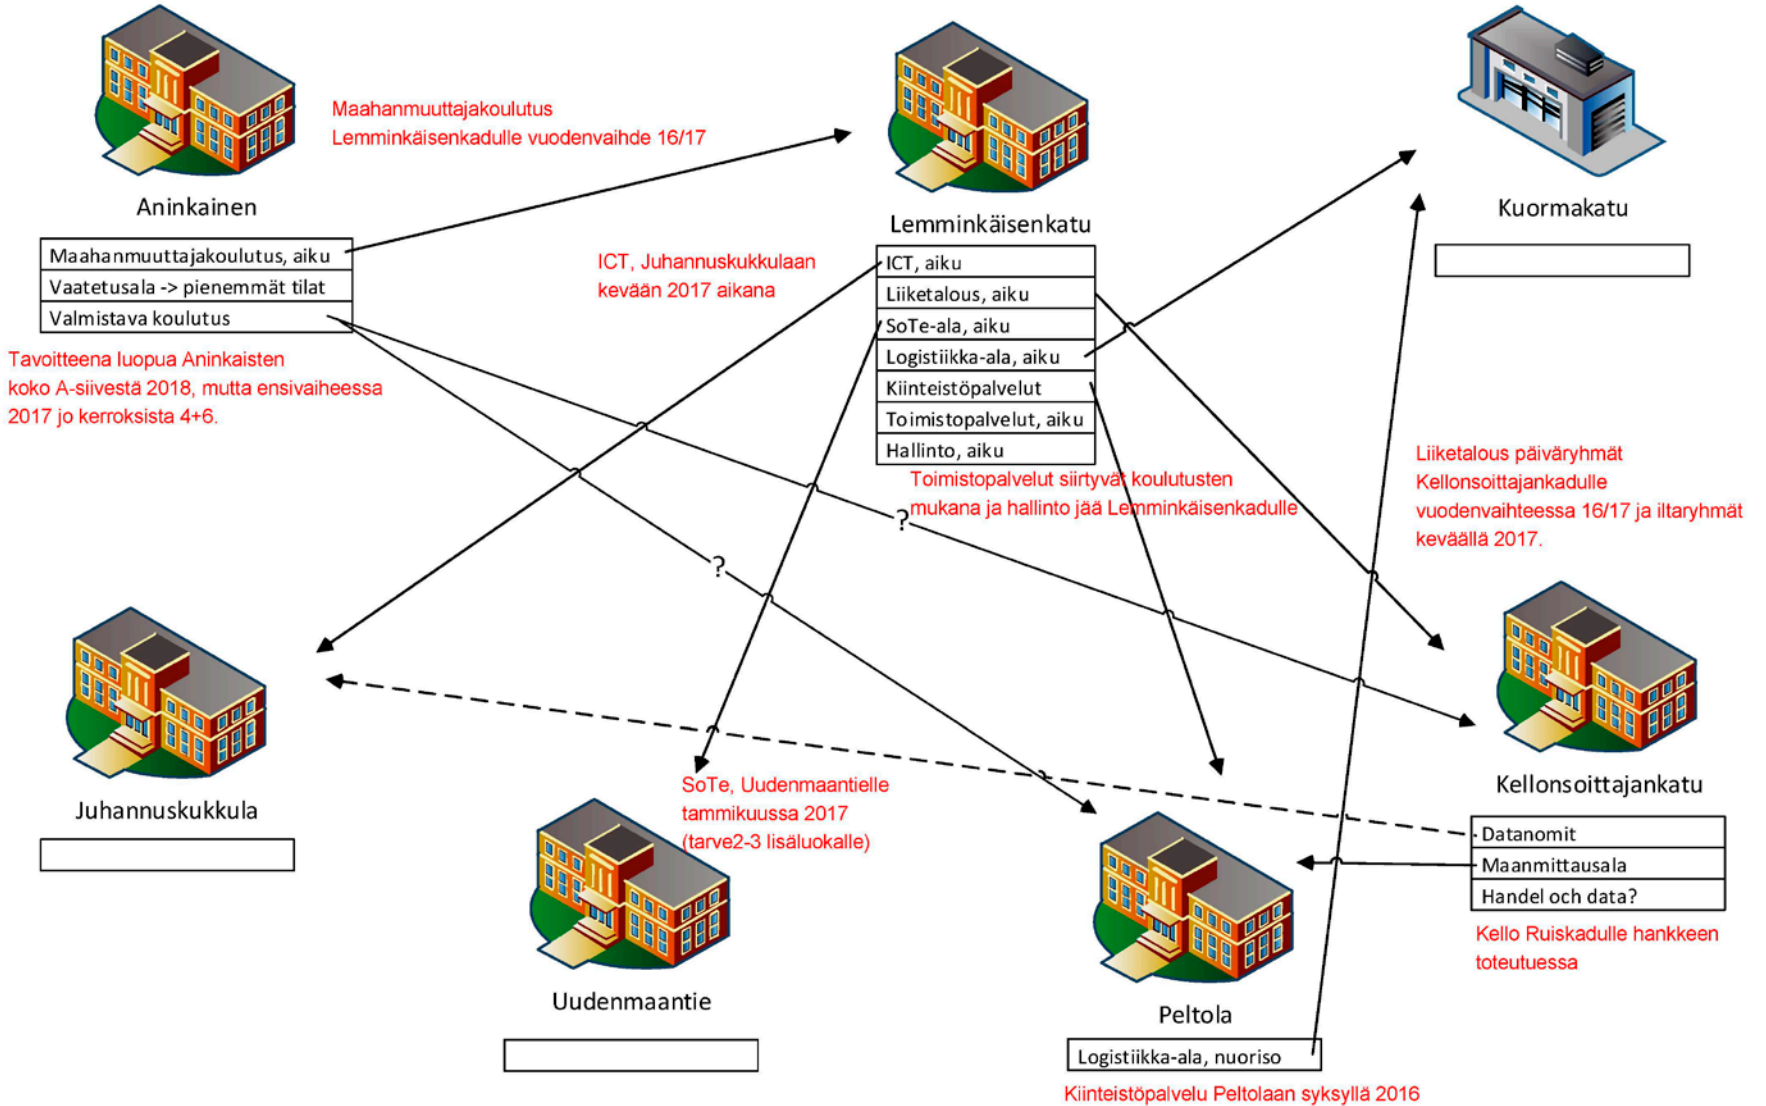 Maahanmuuttajakoulutus
Lemminkäisenkadulle vuodenvaihde 16/17
Aninkainen
Maahanmuuttajakoulutus, aiku
Vaatetusala -> pienemmät tilat
Valmistava koulutus
Tavoitteena luopua Aninkaisten
koko A-siivestä 2018, mutta ensivaiheessa
2017 jo kerroksista 4+6.
Lemminkäisenkatu
ICT, aiku
Liiketalous, aiku
SoTe-ala, aiku
Logistiikka-ala, aiku
Kiinteistöpalvelut
Toimistopalvelut, aiku
Hallinto, aiku
ICT, Juhannuskukkulaan
kevään 2017 aikana
Toimistopalvelut siirtyvät koulutusten
mukana ja hallinto jää Lemminkäisenkadulle
Kuormakatu
Liiketalous päiväryhmät
Kellonsoittajankadulle
vuodenvaihteessa 16/17 ja iltaryhmät
keväällä 2017.
?
?
Juhannuskukkula
SoTe, Uudenmaantielle
tammikuussa 2017
(tarve2-3 lisäluokalle)
Uudenmaantie
Peltola
Logistiikka-ala, nuoriso
Kiinteistöpalvelu Peltolaan syksyllä 2016
Kellonsoittajankatu
Datanomit
Maanmittausala
Handel och data?
Kello Ruiskadulle hankkeen
toteutuessa